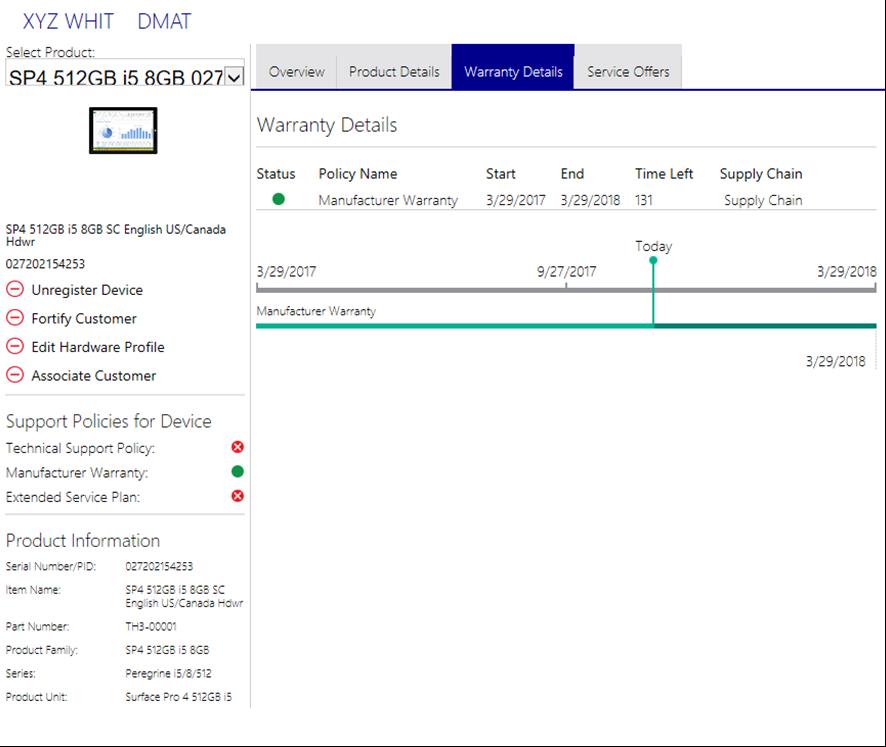 XYZ WHIT DMAT
Select Product:
SP4 512GB i5 8GB 027
SP4 512GB i5 8GB SC English US/Canada
Hdwr
027202154253
Unregister Device
Fortify Customer
Edit Hardware Profile
Associate Customer
Support Policies for Device
Technical Support Policy:
Manufacturer Warranty:
Extended Service Plan:
Product Information
Serial Number/PID: 027202154253
Item Name: SP4 512GB i5 8GB SC
English US/Canada Hdwr
Part Number: TH3-00001
Product Family: SP4 512GB i5 8GB
Series: Peregrine i5/8/512
Product Unit: Surface Pro 4 512GB i5
Overview Product Details Warranty Details Service Offers
Warranty Details
Status Policy Name Start End Time Left Supply Chain
Manufacturer Warranty 3/29/2017 3/29/2018 131 Supply Chain
Today
3/29/2017 9/27/2017 3/29/2018
Manufacturer Warranty
3/29/2018